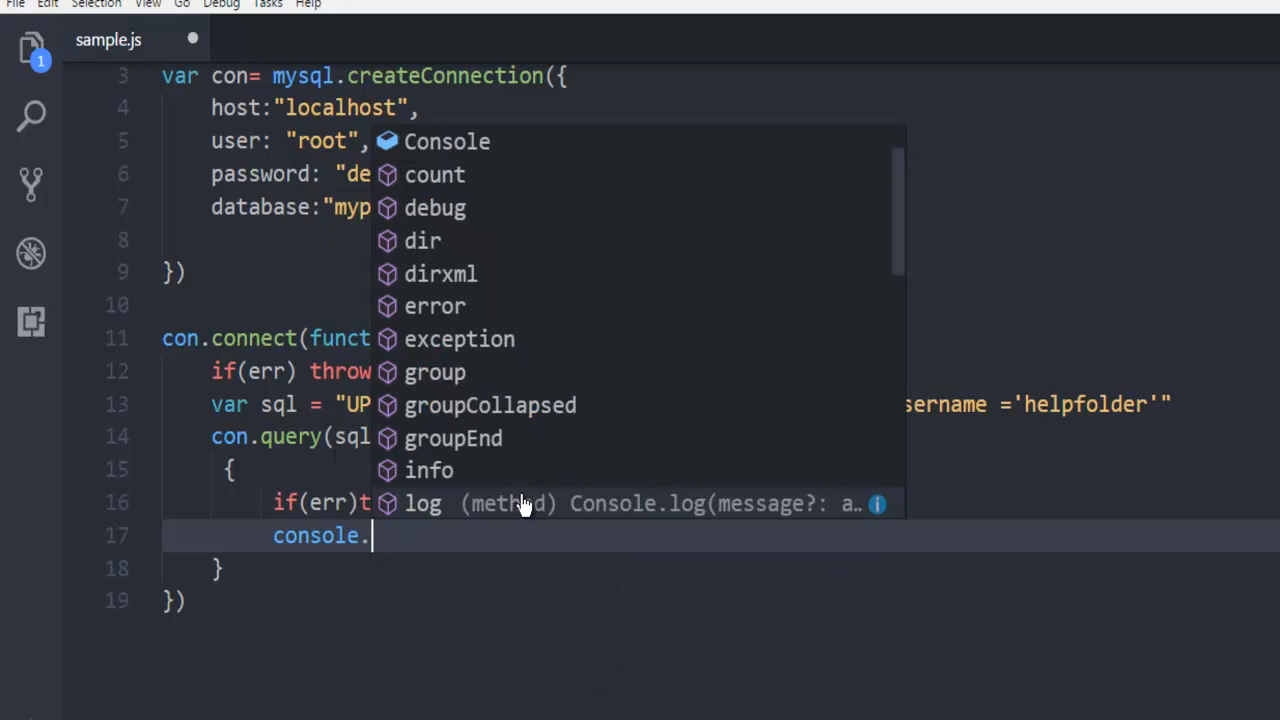 File Edit Selection View Go Debug Tasks Help
sample.js
1
3 var con= mysql.createConnection({
4 host:"localhost",
5 user: "root",
6 password: "de
7 database:"myp
8
9 })
10
11 con.connect(funct
12 if(err) throw
13 var sql = "UP sername ='helpfolder'"
14 con.query(sql
15 {
16 if(err)t
17 console.
18 }
19 })
Console
count
debug
dir
dirxml
error
exception
group
groupCollapsed
groupEnd
info
log (method) Console.log(message?: a…